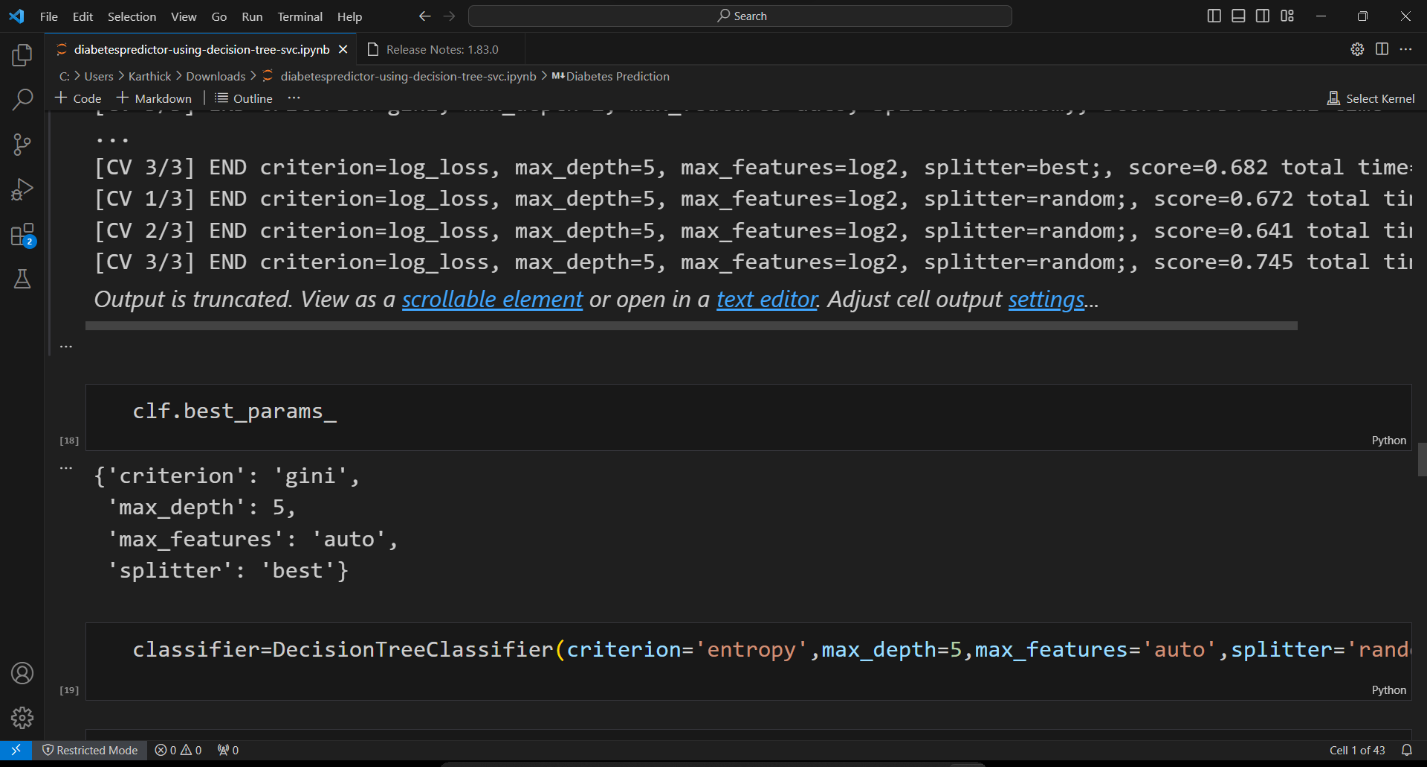 File Edit Selection View Go Run Terminal Help Search
diabetespredictor-using-decision-tree-svc.ipynb Release Notes: 1.83.0
C: > Users > Karthick > Downloads > diabetespredictor-using-decision-tree-svc.ipynb > M↓Diabetes Prediction
+ Code + Markdown Outline ... Select Kernel
...
[CV 3/3] END criterion=log_loss, max_depth=5, max_features=log2, splitter=best;, score=0.682 total time=
[CV 1/3] END criterion=log_loss, max_depth=5, max_features=log2, splitter=random;, score=0.672 total
[CV 2/3] END criterion=log_loss, max_depth=5, max_features=log2, splitter=random;, score=0.641 total
[CV 3/3] END criterion=log_loss, max_depth=5, max_features=log2, splitter=random;, score=0.745 total
Output is truncated. View as a scrollable element or open in a text editor. Adjust cell output settings...
...
clf.best_params_
[18] Python
... {'criterion': 'gini',
'max_depth': 5,
'max_features': 'auto',
'splitter': 'best'}
classifier=DecisionTreeClassifier(criterion='entropy',max_depth=5,max_features='auto',splitter='rand
[19] Python
2
Restricted Mode 0 0 0 Cell 1 of 43